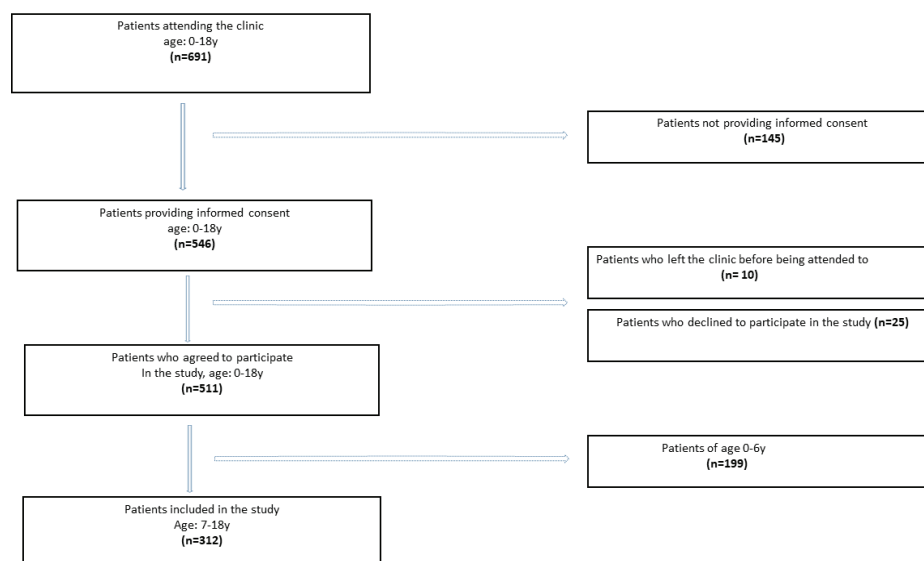 Patients attending the clinic
age: 0-18y
(n=691)
Patients not providing informed consent
(n=145)
Patients providing informed consent
age: 0-18y
(n=546)
Patients who left the clinic before being attended to
(n= 10)
Patients who declined to participate in the study (n=25)
Patients who agreed to participate
In the study, age: 0-18y
(n=511)
Patients of age 0-6y
(n=199)
Patients included in the study
Age: 7-18y
(n=312)